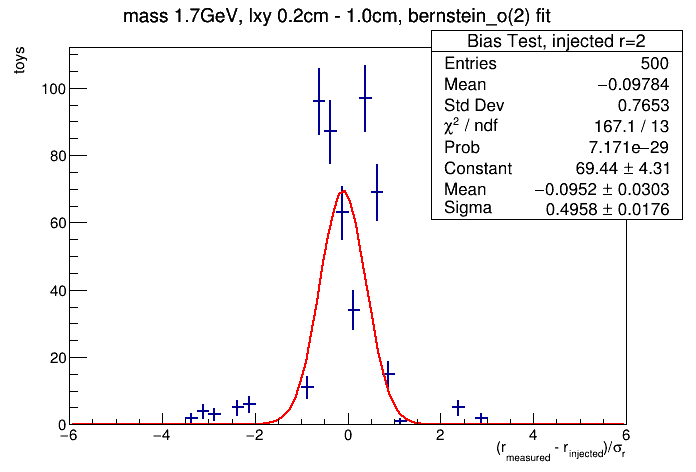 mass 1.7GeV, lxy 0.2cm - 1.0cm, bernstein_o(2) fit
toys
Bias Test, injected r=2
Entries 500
Mean −0.09784
Std Dev 0.7653
χ² / ndf 167.1 / 13
Prob 7.171e−29
Constant 69.44 ± 4.31
Mean −0.0952 ± 0.0303
Sigma 0.4958 ± 0.0176
100
80
60
40
20
0
−6 −4 −2 0 2 4 6
(r_measured - r_injected)/σ_r